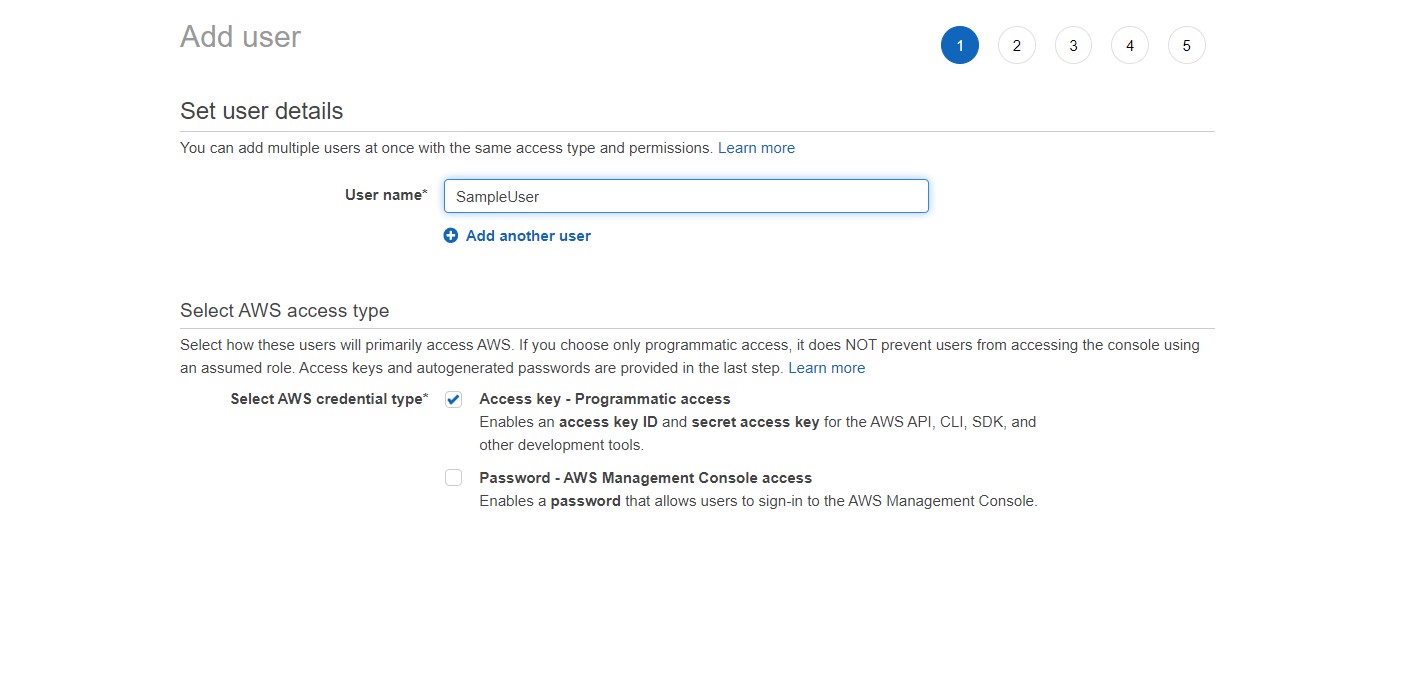 Add user
1 2 3 4 5
Set user details
You can add multiple users at once with the same access type and permissions. Learn more
User name* SampleUser
Add another user
Select AWS access type
Select how these users will primarily access AWS. If you choose only programmatic access, it does NOT prevent users from accessing the console using
an assumed role. Access keys and autogenerated passwords are provided in the last step. Learn more
Select AWS credential type* Access key - Programmatic access
Enables an access key ID and secret access key for the AWS API, CLI, SDK, and
other development tools.
Password - AWS Management Console access
Enables a password that allows users to sign-in to the AWS Management Console.